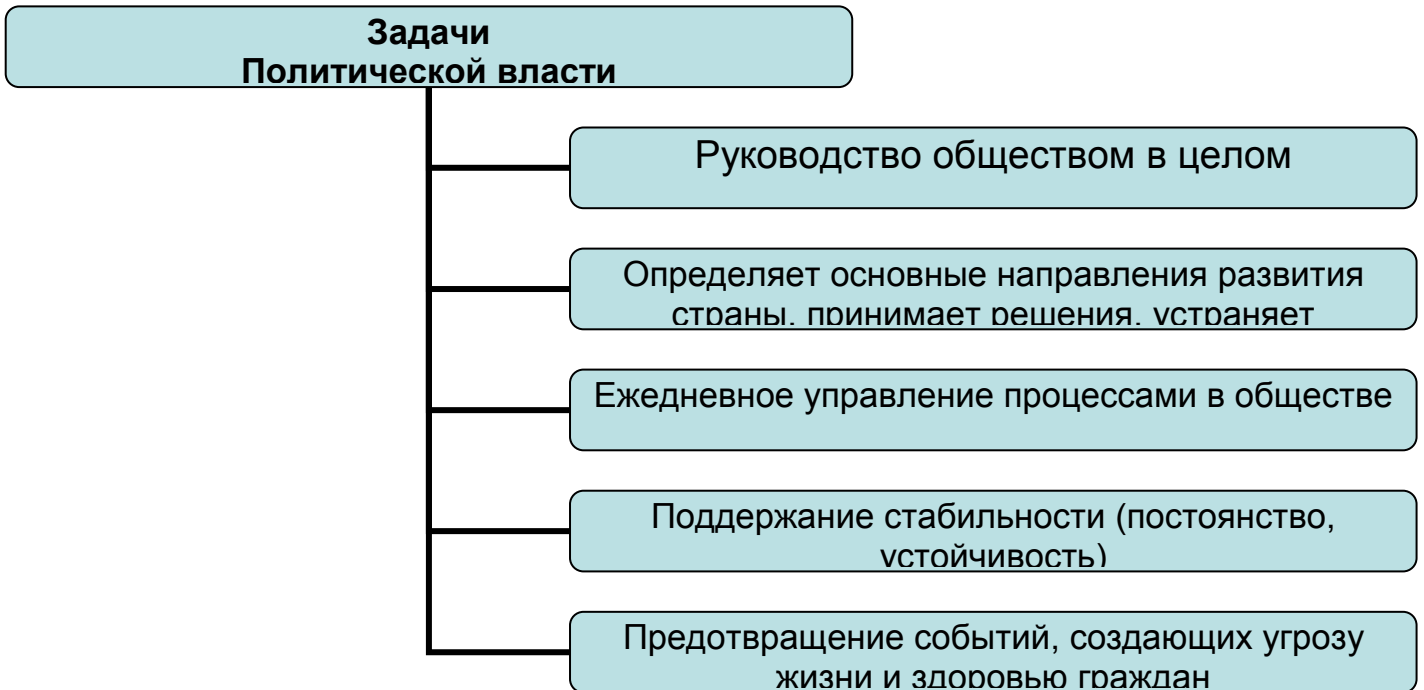 Задачи
Политической власти
Руководство обществом в целом
Определяет основные направления развития
страны, принимает решения, устраняет
Ежедневное управление процессами в обществе
Поддержание стабильности (постоянство,
устойчивость)
Предотвращение событий, создающих угрозу
жизни и здоровью граждан